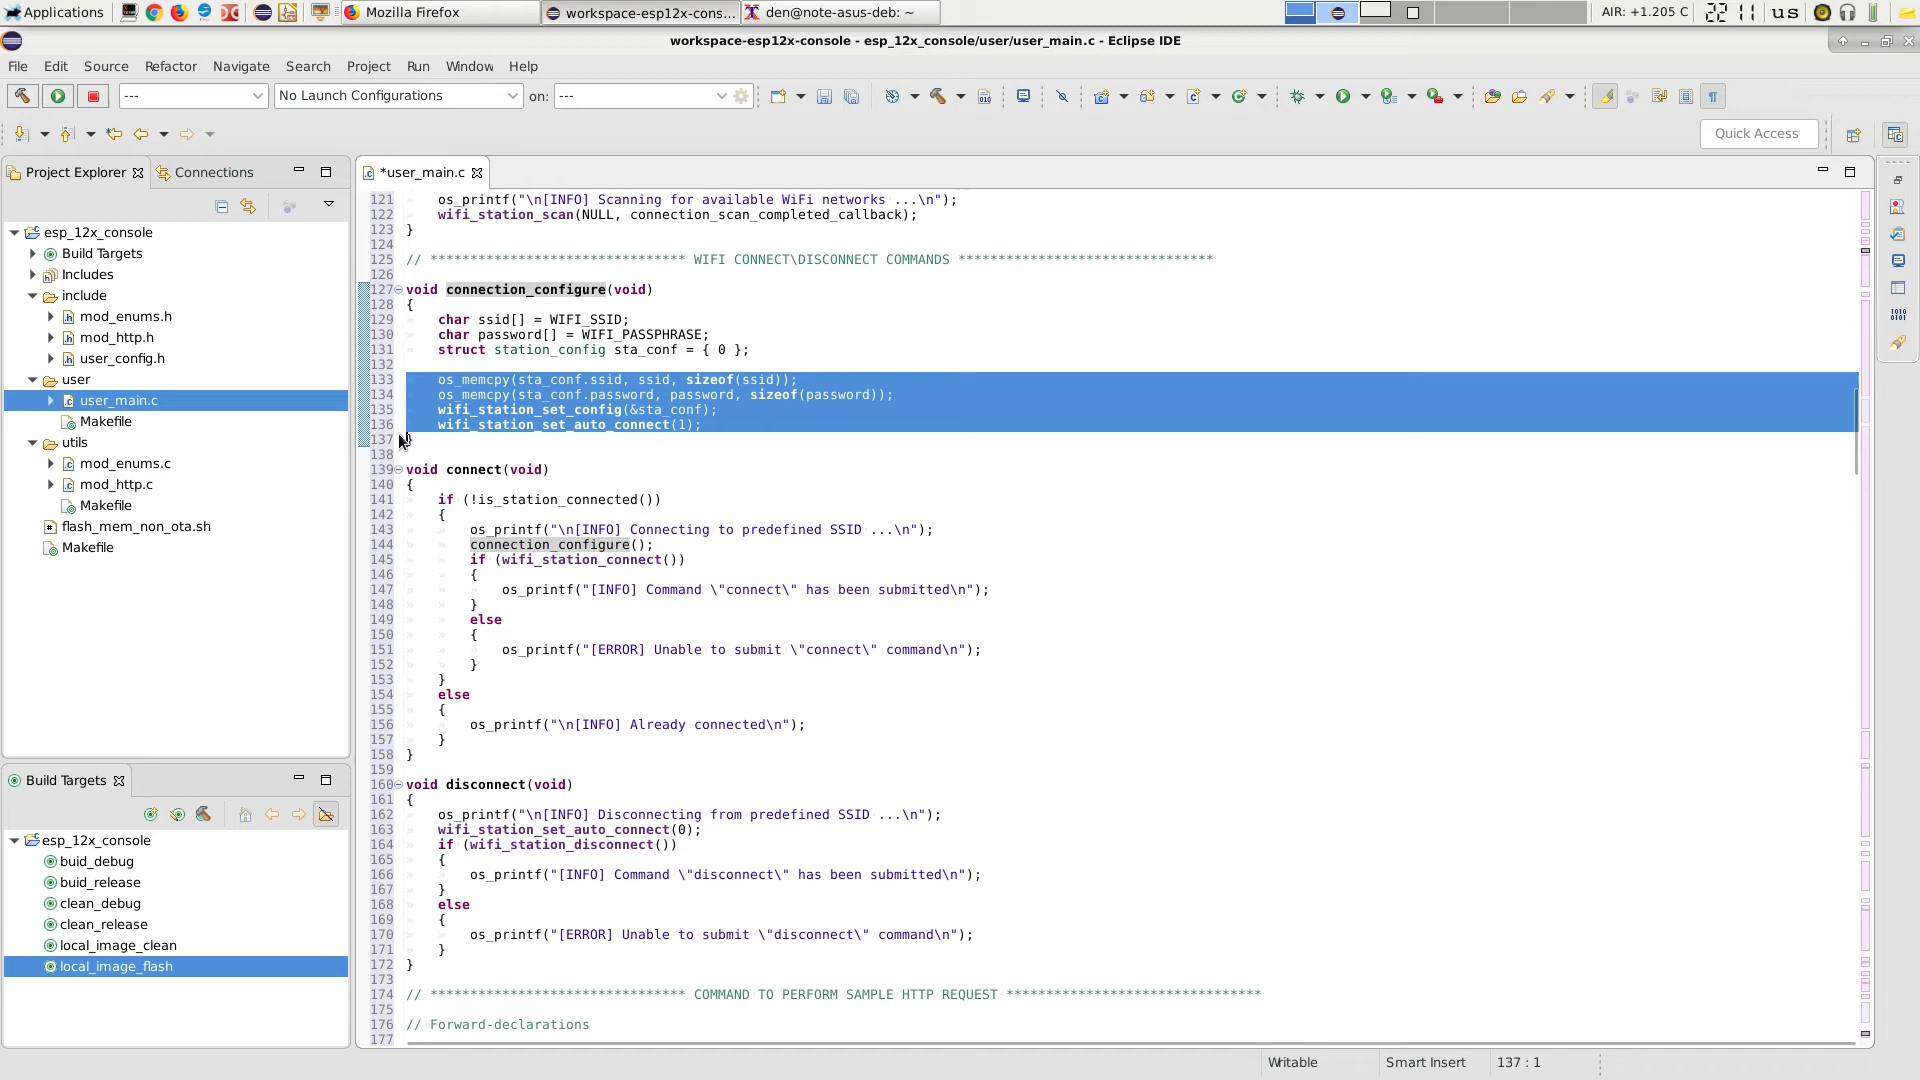 Applications
Mozilla Firefox
workspace-esp12x-cons...
den@note-asus-deb: ~
AIR: +1.205 C
us
workspace-esp12x-console - esp_12x_console/user/user_main.c - Eclipse IDE
File Edit Source Refactor Navigate Search Project Run Window Help
--- No Launch Configurations on: ---
Quick Access
Project Explorer
Connections
esp_12x_console
Build Targets
Includes
include
mod_enums.h
mod_http.h
user_config.h
user
user_main.c
Makefile
utils
mod_enums.c
mod_http.c
Makefile
flash_mem_non_ota.sh
Makefile
Build Targets
esp_12x_console
buid_debug
buid_release
clean_debug
clean_release
local_image_clean
local_image_flash
*user_main.c
121 os_printf("\n[INFO] Scanning for available WiFi networks ...\n");
122 wifi_station_scan(NULL, connection_scan_completed_callback);
123 }
124
125 // ******************************** WIFI CONNECT\DISCONNECT COMMANDS ********************************
126
127 void connection_configure(void)
128 {
129 char ssid[] = WIFI_SSID;
130 char password[] = WIFI_PASSPHRASE;
131 struct station_config sta_conf = { 0 };
132
133 os_memcpy(sta_conf.ssid, ssid, sizeof(ssid));
134 os_memcpy(sta_conf.password, password, sizeof(password));
135 wifi_station_set_config(&sta_conf);
136 wifi_station_set_auto_connect(1);
137 }
138
139 void connect(void)
140 {
141 if (!is_station_connected())
142 {
143 os_printf("\n[INFO] Connecting to predefined SSID ...\n");
144 connection_configure();
145 if (wifi_station_connect())
146 {
147 os_printf("[INFO] Command \"connect\" has been submitted\n");
148 }
149 else
150 {
151 os_printf("[ERROR] Unable to submit \"connect\" command\n");
152 }
153 }
154 else
155 {
156 os_printf("\n[INFO] Already connected\n");
157 }
158 }
159
160 void disconnect(void)
161 {
162 os_printf("\n[INFO] Disconnecting from predefined SSID ...\n");
163 wifi_station_set_auto_connect(0);
164 if (wifi_station_disconnect())
165 {
166 os_printf("[INFO] Command \"disconnect\" has been submitted\n");
167 }
168 else
169 {
170 os_printf("[ERROR] Unable to submit \"disconnect\" command\n");
171 }
172 }
173
174 // ******************************** COMMAND TO PERFORM SAMPLE HTTP REQUEST ********************************
175
176 // Forward-declarations
177
Writable
Smart Insert
137 : 1